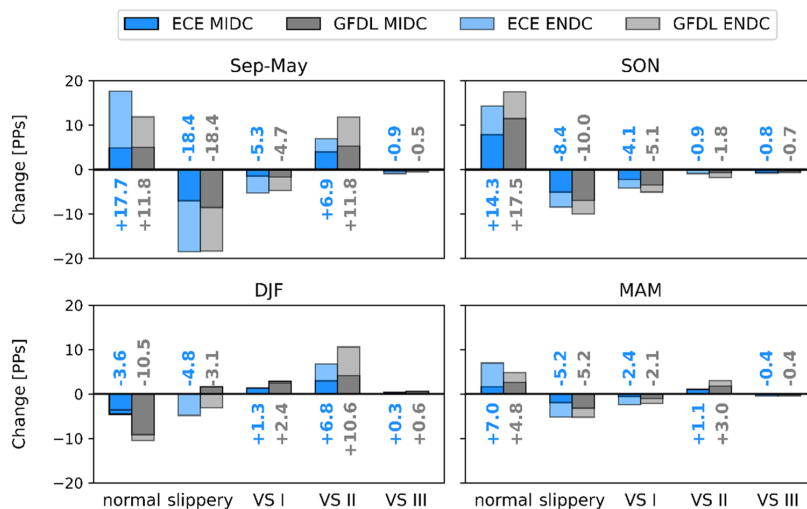 ECE MIDC GFDL MIDC ECE ENDC GFDL ENDC
Sep-May SON
Change [PPs]
20
10
0
−10
−20
-18.4 -18.4 -5.3 -4.7 -0.9 -0.5
+17.7 +11.8 +6.9 +11.8
-8.4 -10.0 -4.1 -5.1 -0.9 -1.8 -0.8 -0.7
+14.3 +17.5
DJF MAM
Change [PPs]
20
10
0
−10
−20
-3.6 -10.5 -4.8 -3.1
+1.3 +2.4 +6.8 +10.6 +0.3 +0.6
-5.2 -5.2 -2.4 -2.1 -0.4 -0.4
+7.0 +4.8 +1.1 +3.0
normal slippery VS I VS II VS III normal slippery VS I VS II VS III